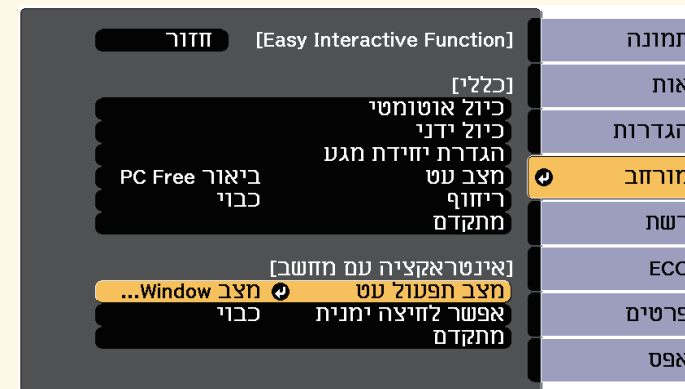 [Easy Interactive Function] חזור
[כללי]
כיול אוטומטי
כיול ידני
הגדרת יחידת מגע
מצב עט ביאור PC Free
ריחוף כבוי
מתקדם
[אינטראקציה עם מחשב]
מצב תפעול עט מצב Window...
אפשר לחיצה ימנית כבוי
מתקדם
תמונה
אות
הגדרות
מורחב
רשת
ECO
פרטים
אפס